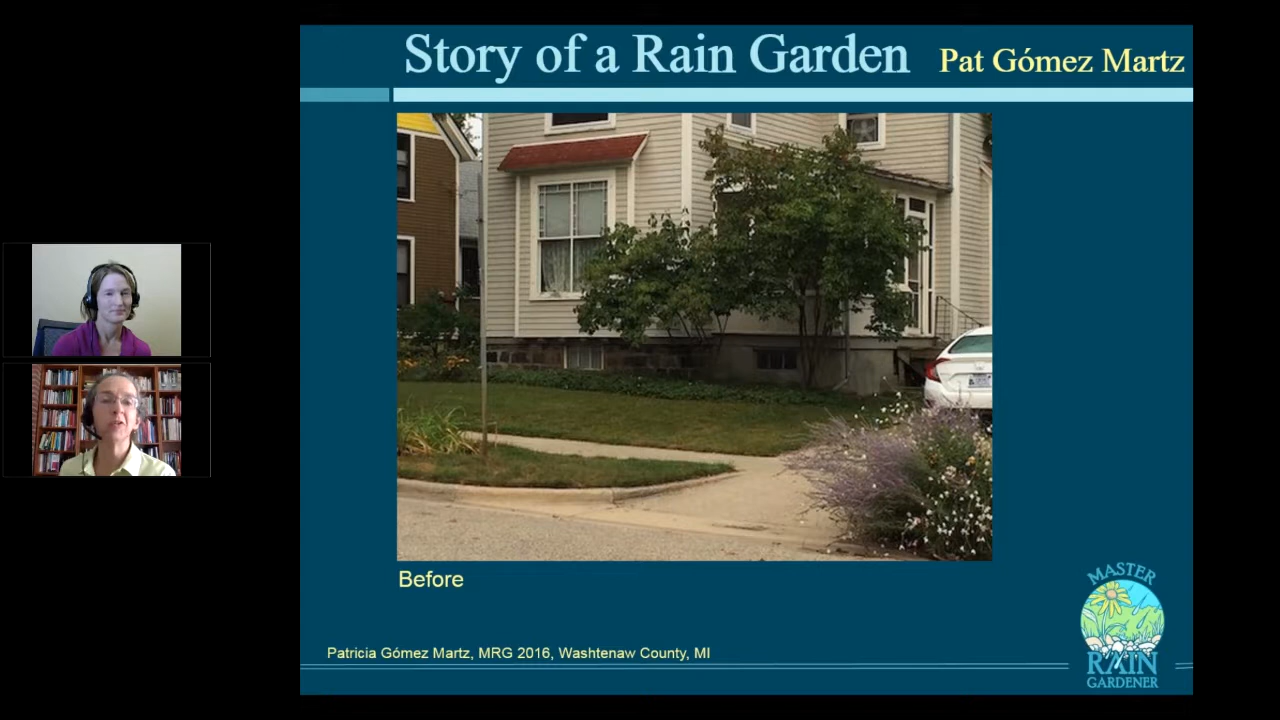 Story of a Rain Garden Pat Gómez Martz
Before
Patricia Gómez Martz, MRG 2016, Washtenaw County, MI
MASTER
RAIN
GARDENER